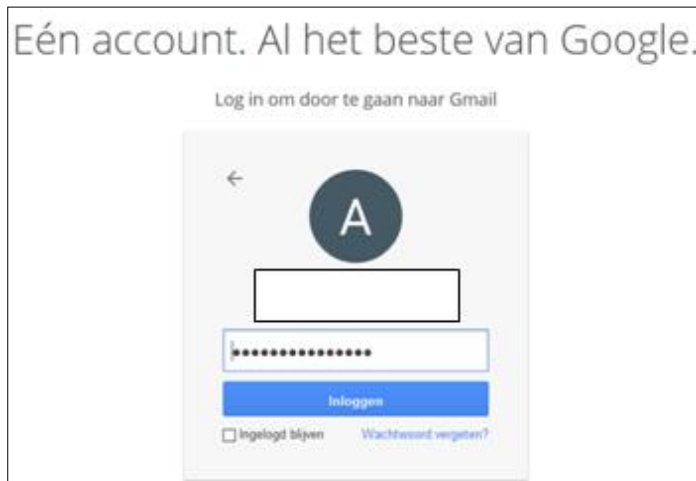 Eén account. Al het beste van Google.
Log in om door te gaan naar Gmail
A
•••••••••••••••
Inloggen
Ingelogd blijven Wachtwoord vergeten?